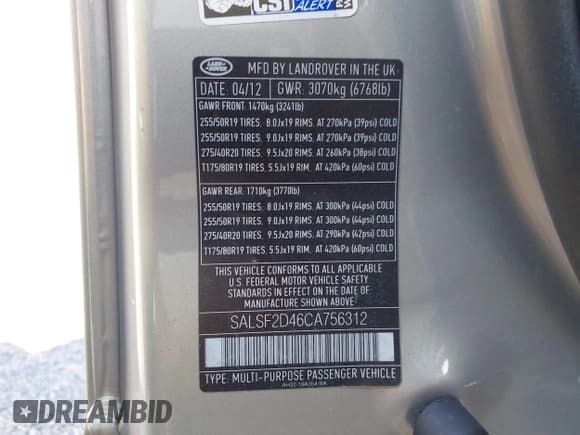 CSI
ALERT
LAND ROVER
MFD BY LANDROVER IN THE UK
DATE: 04/12 GWR: 3070kg (6768lb)
GAWR FRONT: 1470kg (3241lb)
255/50R19 TIRES. 8.0Jx19 RIMS. AT 270kPa (39psi) COLD
255/50R19 TIRES. 9.0Jx19 RIMS. AT 270kPa (39psi) COLD
275/40R20 TIRES. 9.5Jx20 RIMS. AT 260kPa (38psi) COLD
T175/80R19 TIRES. 5.5Jx19 RIM. AT 420kPa (60psi) COLD
GAWR REAR: 1710kg (3770lb)
255/50R19 TIRES. 8.0Jx19 RIMS. AT 300kPa (44psi) COLD
255/50R19 TIRES. 9.0Jx19 RIMS. AT 300kPa (44psi) COLD
275/40R20 TIRES. 9.5Jx20 RIMS. AT 290kPa (42psi) COLD
T175/80R19 TIRES. 5.5Jx19 RIM. AT 420kPa (60psi) COLD
THIS VEHICLE CONFORMS TO ALL APPLICABLE
U.S. FEDERAL MOTOR VEHICLE SAFETY
STANDARDS IN EFFECT ON THE DATE OF
MANUFACTURE SHOWN ABOVE.
SALSF2D46CA756312
TYPE: MULTI-PURPOSE PASSENGER VEHICLE
DREAMBID